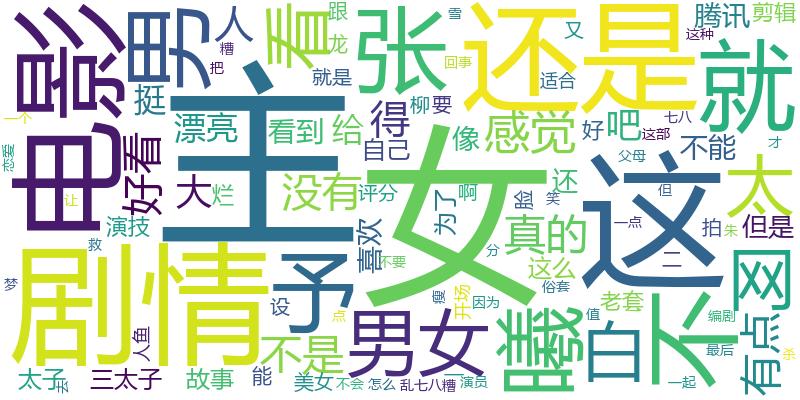 电影
男
人
糟
把
看
跟
龙
就是
张
雪
回事
还是
又
适合
腾讯
剪辑
这种
就
挺
漂亮
看到
给
得
自己
柳
要
像
感觉
好
吧
七八
这部
不能
才
一个
恋爱
让
好看
主
女
这
大
烂
没有
评分
啊
脸
笑
为了
还
父母
一点
但
太
但是
演技
救
喜欢
不要
真的
这么
分
俗套
二
拍
朱
剧情
予
设
点
男女
瘦
开场
因为
曦
老套
值
白
不
网
编剧
最后
有点
杀
梦
人鱼
不是
太子
云
三太子
故事
能
美女
不会
怎么
乱七八糟
一
演员
一起